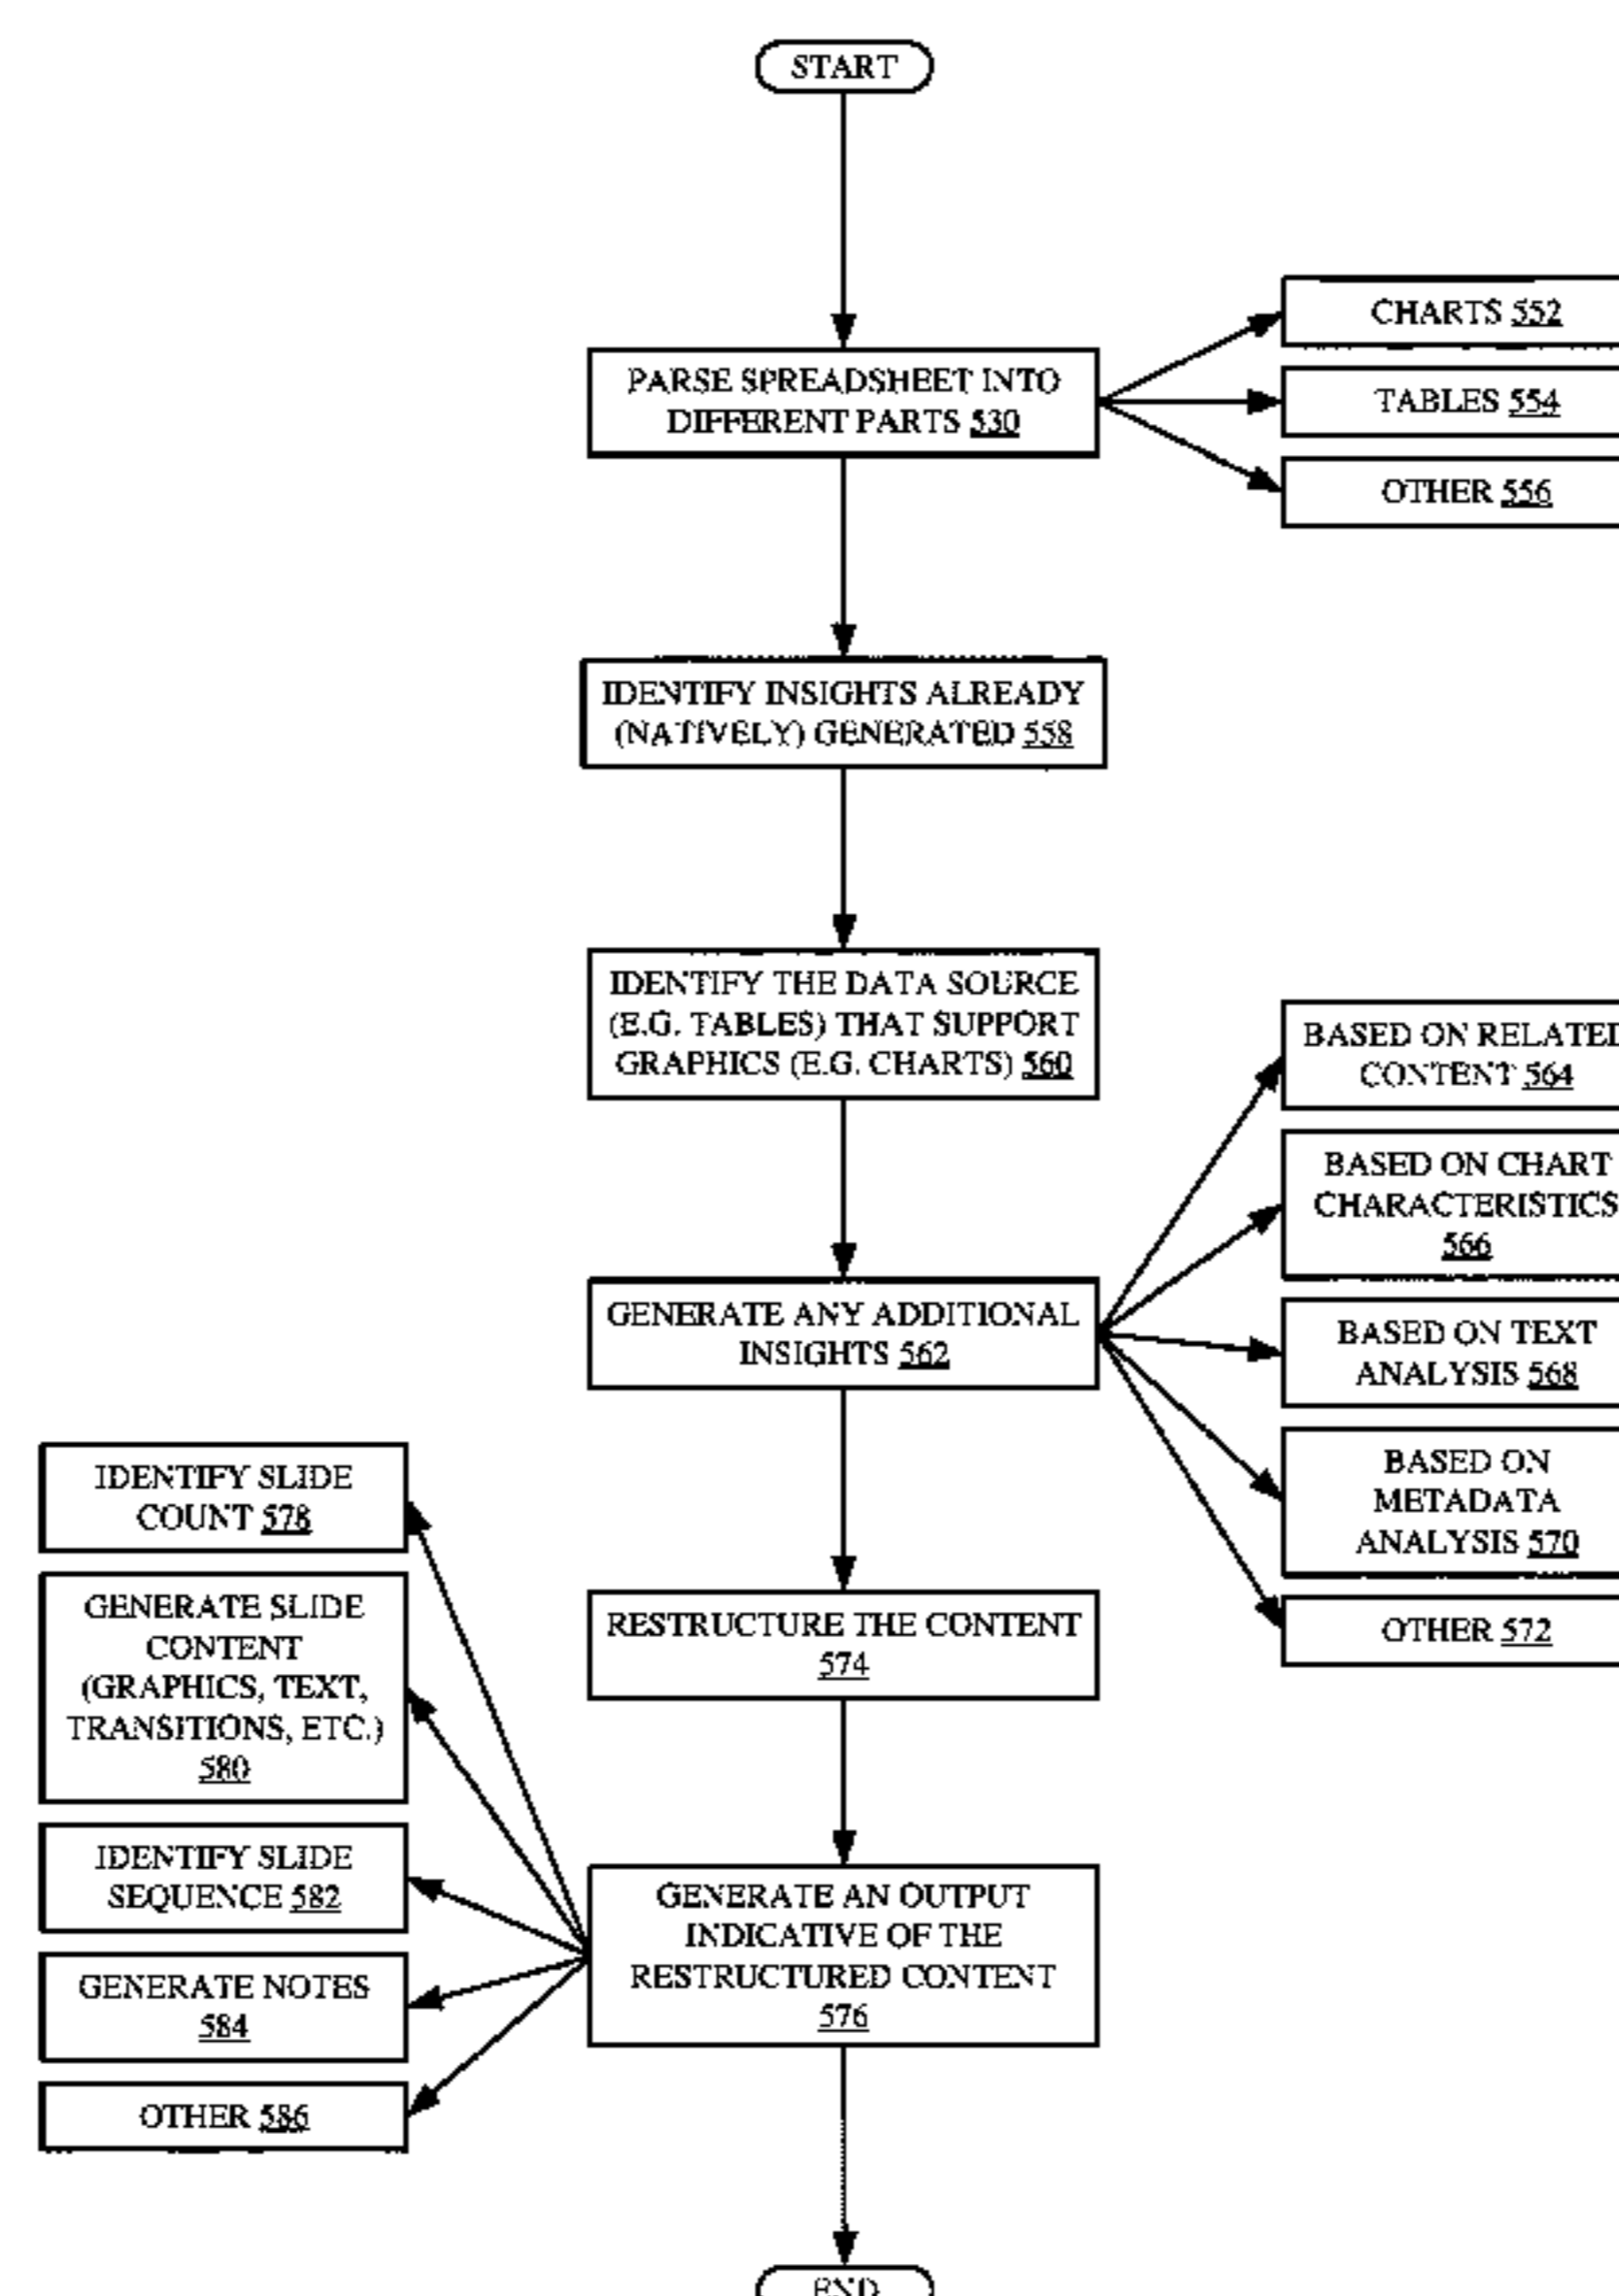 START
PARSE SPREADSHEET INTO
DIFFERENT PARTS 530
CHARTS 552
TABLES 554
OTHER 556
IDENTIFY INSIGHTS ALREADY
(NATIVELY) GENERATED 558
IDENTIFY THE DATA SOURCE
(E.G. TABLES) THAT SUPPORT
GRAPHICS (E.G. CHARTS) 560
GENERATE ANY ADDITIONAL
INSIGHTS 562
BASED ON RELATED
CONTENT 564
BASED ON CHART
CHARACTERISTICS
566
BASED ON TEXT
ANALYSIS 568
BASED ON
METADATA
ANALYSIS 570
OTHER 572
RESTRUCTURE THE CONTENT
574
GENERATE AN OUTPUT
INDICATIVE OF THE
RESTRUCTURED CONTENT
576
IDENTIFY SLIDE
COUNT 578
GENERATE SLIDE
CONTENT
(GRAPHICS, TEXT,
TRANSITIONS, ETC.)
580
IDENTIFY SLIDE
SEQUENCE 582
GENERATE NOTES
584
OTHER 586
END